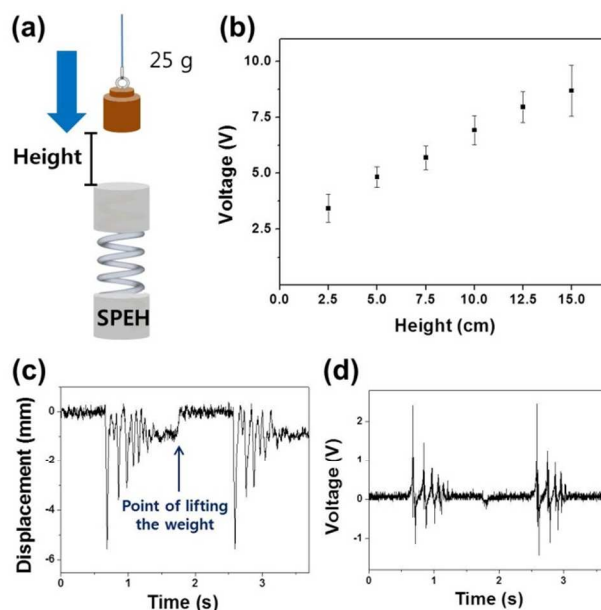 (a)
25 g
Height
SPEH
(b)
Voltage (V)
10.0
7.5
5.0
2.5
0.0 2.5 5.0 7.5 10.0 12.5 15.0
Height (cm)
(c)
Displacement (mm)
0
-2
-4
-6
Point of lifting
the weight
0 1 2 3
Time (s)
(d)
Voltage (V)
2
1
0
-1
0 1 2 3
Time (s)